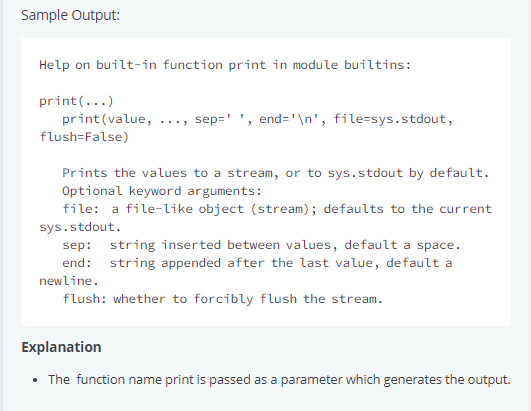 Sample Output:
Help on built-in function print in module builtins:
print(...)
print(value, ..., sep=' ', end='\n', file=sys.stdout,
flush=False)
Prints the values to a stream, or to sys.stdout by default.
Optional keyword arguments:
file:  a file-like object (stream); defaults to the current
sys.stdout.
sep:   string inserted between values, default a space.
end:   string appended after the last value, default a
newline.
flush: whether to forcibly flush the stream.
Explanation
• The function name print is passed as a parameter which generates the output.